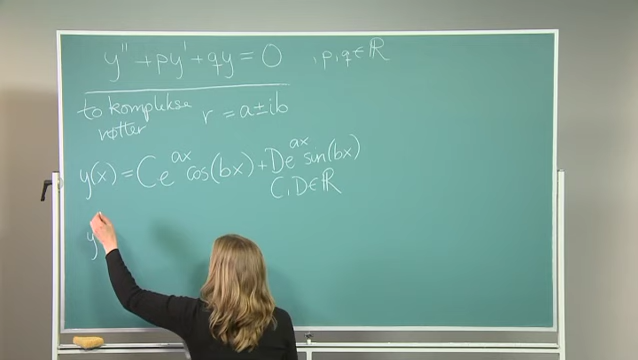 y'' + py' + qy = 0 , p, q ∈ ℝ
to komplekse
røtter
r = a ± ib
y(x) = Ce^{ax} cos(bx) + De^{ax} sin(bx)
C, D ∈ ℝ
y